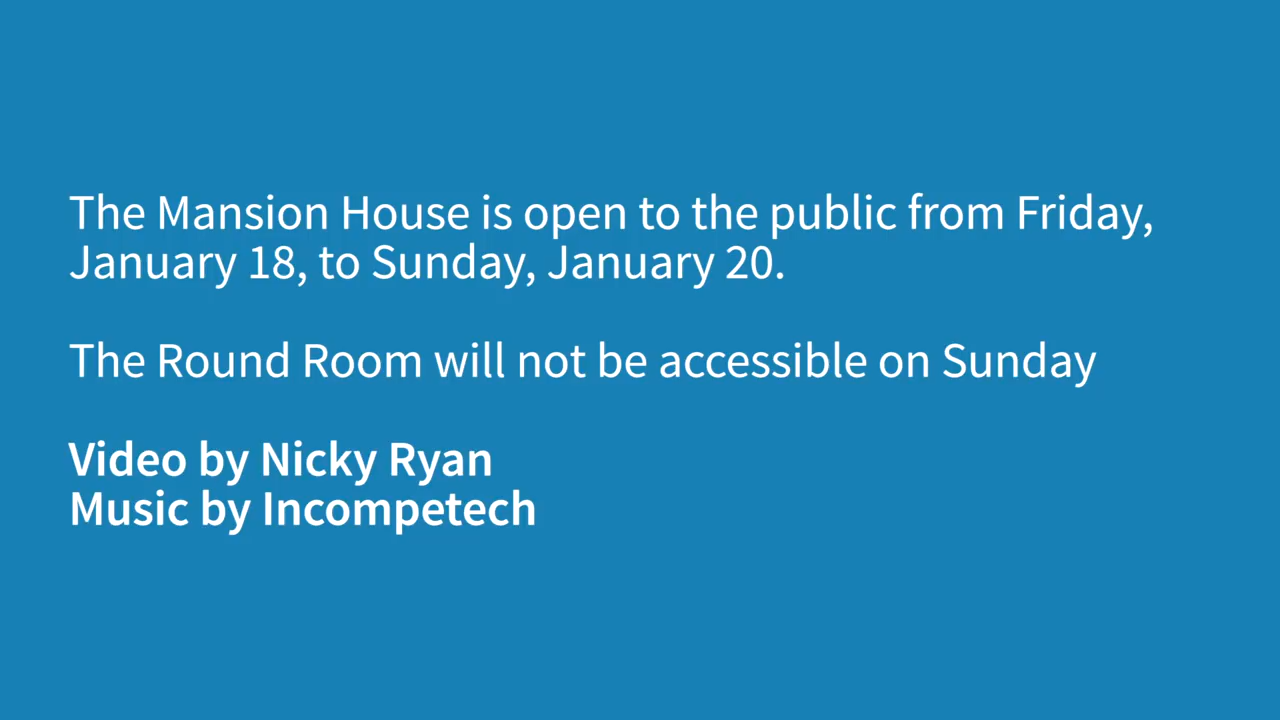 The Mansion House is open to the public from Friday,
January 18, to Sunday, January 20.
The Round Room will not be accessible on Sunday
Video by Nicky Ryan
Music by Incompetech